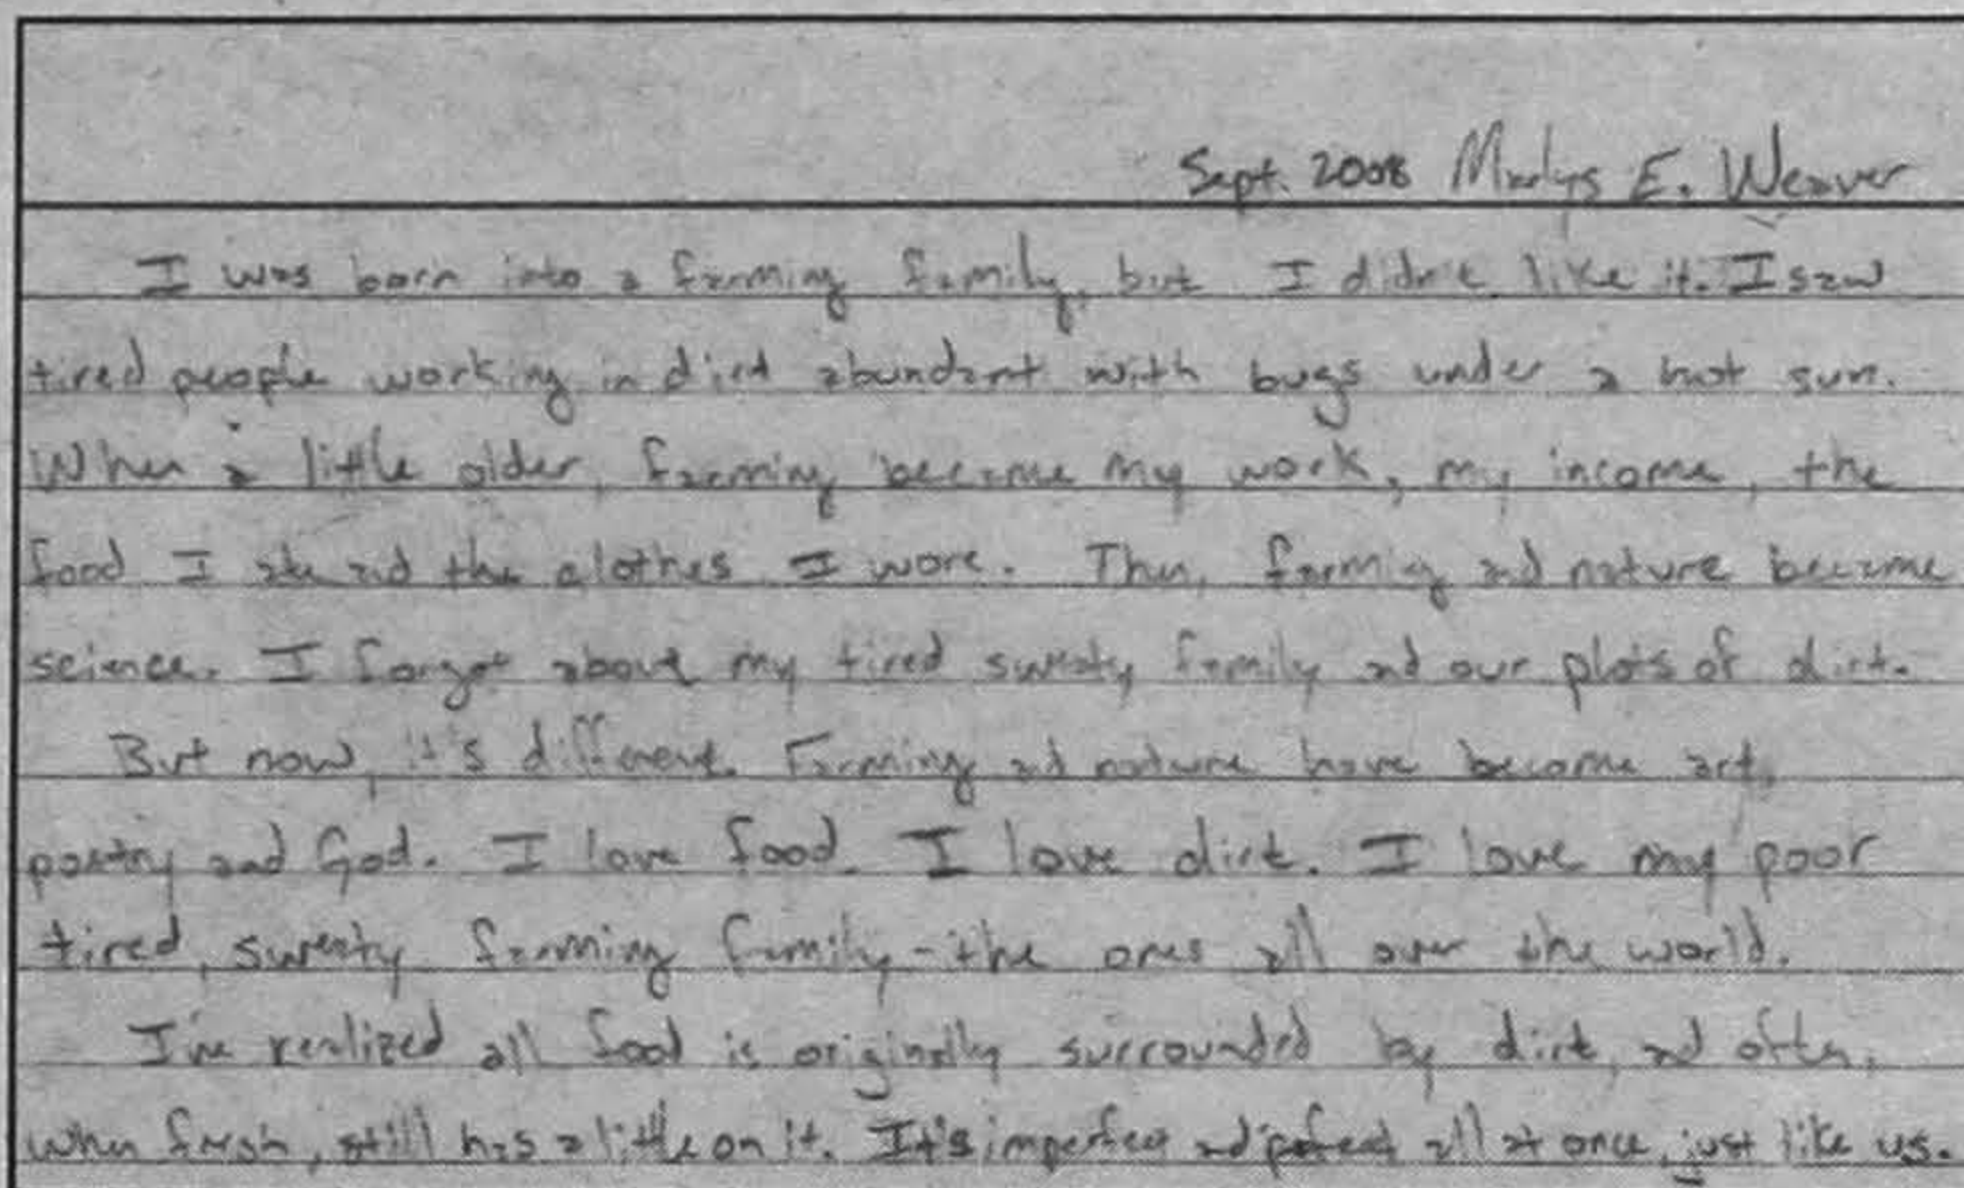 Sept. 2008 Marlys E. Weaver
I was born into a farming family, but I didn't like it. I saw
tired people working in dirt abundant with bugs under a hot sun.
When a little older, farming became my work, my income, the
food I ate and the clothes I wore. Then, farming and nature became
science. I forgot about my tired sweaty family and our plots of dirt.
But now, it's different. Farming and nature have become art,
poetry and God. I love food. I love dirt. I love my poor
tired, sweaty farming family - the ones all over the world.
I've realized all food is originally surrounded by dirt, and often,
when fresh, still has a little on it. It's imperfect and perfect all at once, just like us.